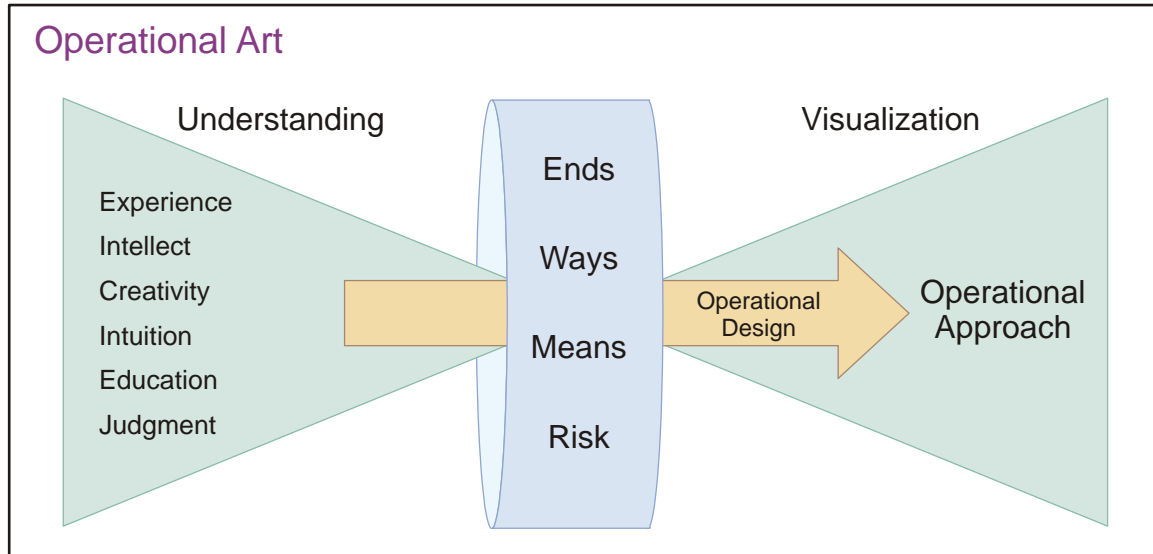 Operational Art
Understanding
Experience
Intellect
Creativity
Intuition
Education
Judgment
Ends
Ways
Means
Risk
Visualization
Operational
Design
Operational
Approach